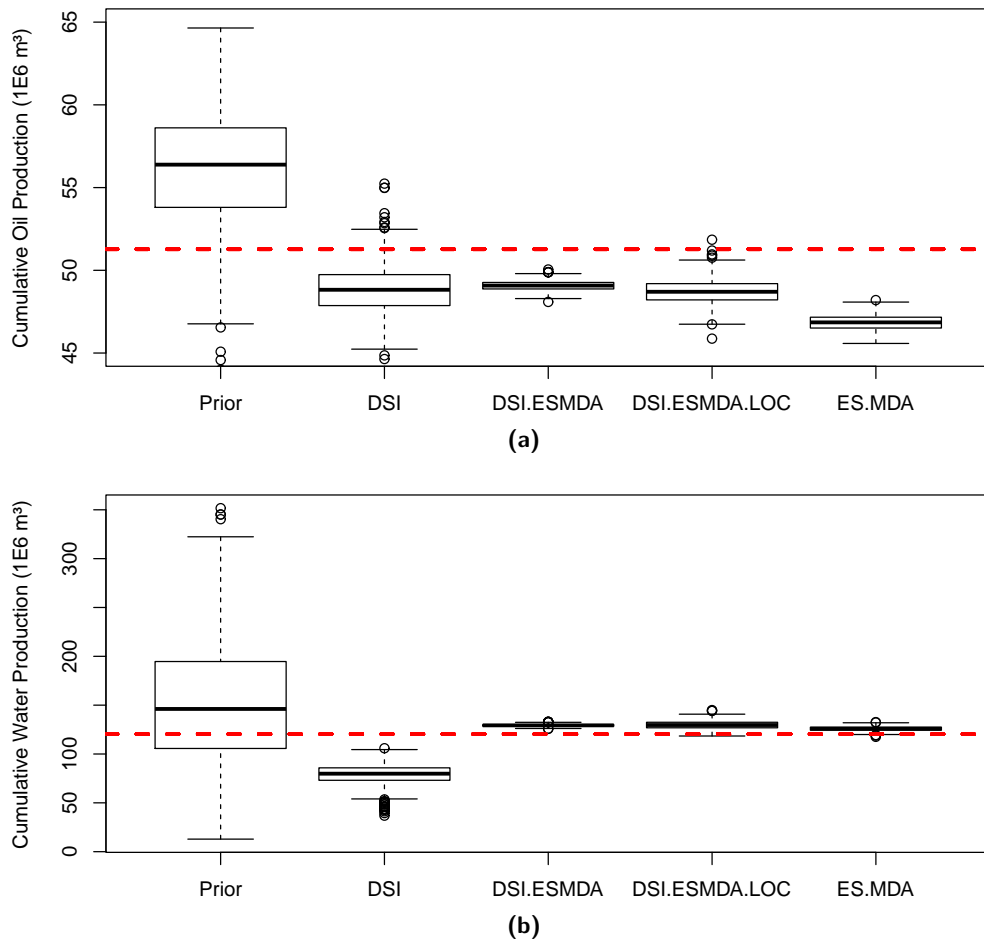 Cumulative Oil Production (1E6 m³)
65
60
55
50
45
Prior DSI DSI.ESMDA DSI.ESMDA.LOC ES.MDA
(a)
Cumulative Water Production (1E6 m³)
300
200
100
50
0
Prior DSI DSI.ESMDA DSI.ESMDA.LOC ES.MDA
(b)